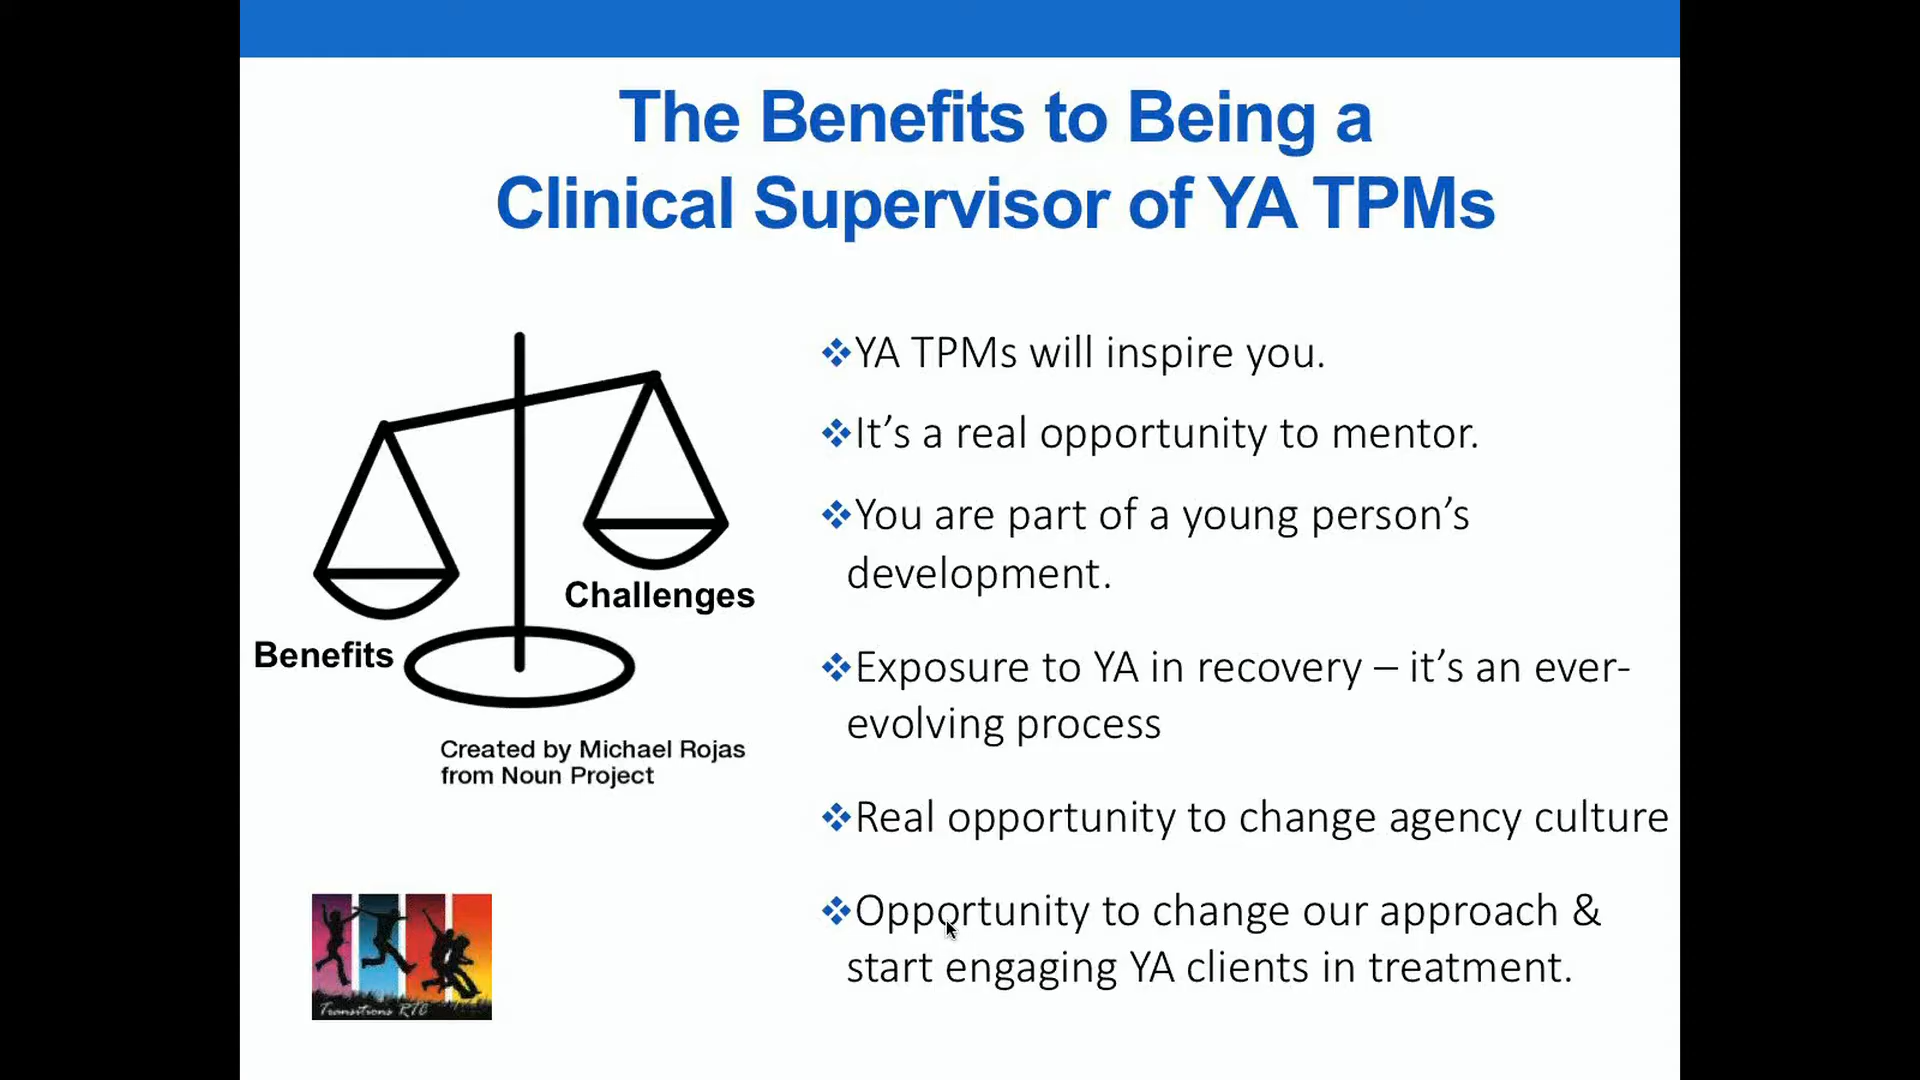 The Benefits to Being a
Clinical Supervisor of YA TPMs
Challenges
Benefits
Created by Michael Rojas
from Noun Project
❖YA TPMs will inspire you.
❖It’s a real opportunity to mentor.
❖You are part of a young person’s
development.
❖Exposure to YA in recovery – it’s an ever-
evolving process
❖Real opportunity to change agency culture
❖Opportunity to change our approach &
start engaging YA clients in treatment.
Transitions RTC